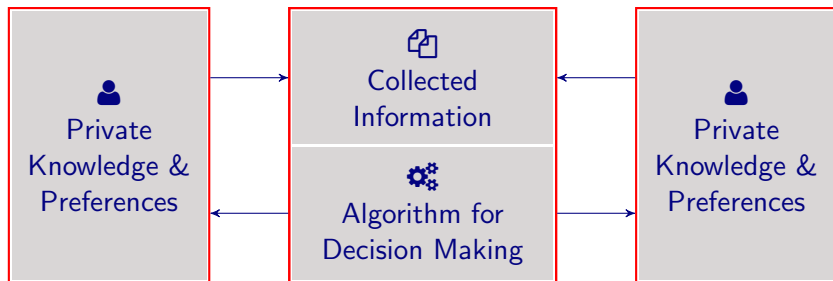 Private
Knowledge &
Preferences
Collected
Information
Algorithm for
Decision Making
Private
Knowledge &
Preferences